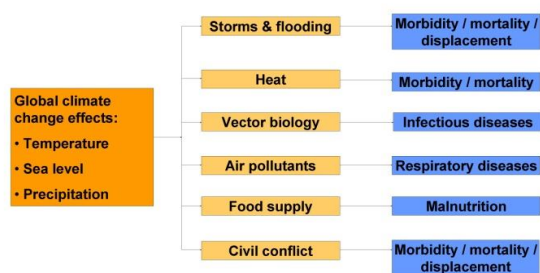 Global climate
change effects:
• Temperature
• Sea level
• Precipitation
Storms & flooding
Morbidity / mortality /
displacement
Heat
Morbidity / mortality
Vector biology
Infectious diseases
Air pollutants
Respiratory diseases
Food supply
Malnutrition
Civil conflict
Morbidity / mortality /
displacement